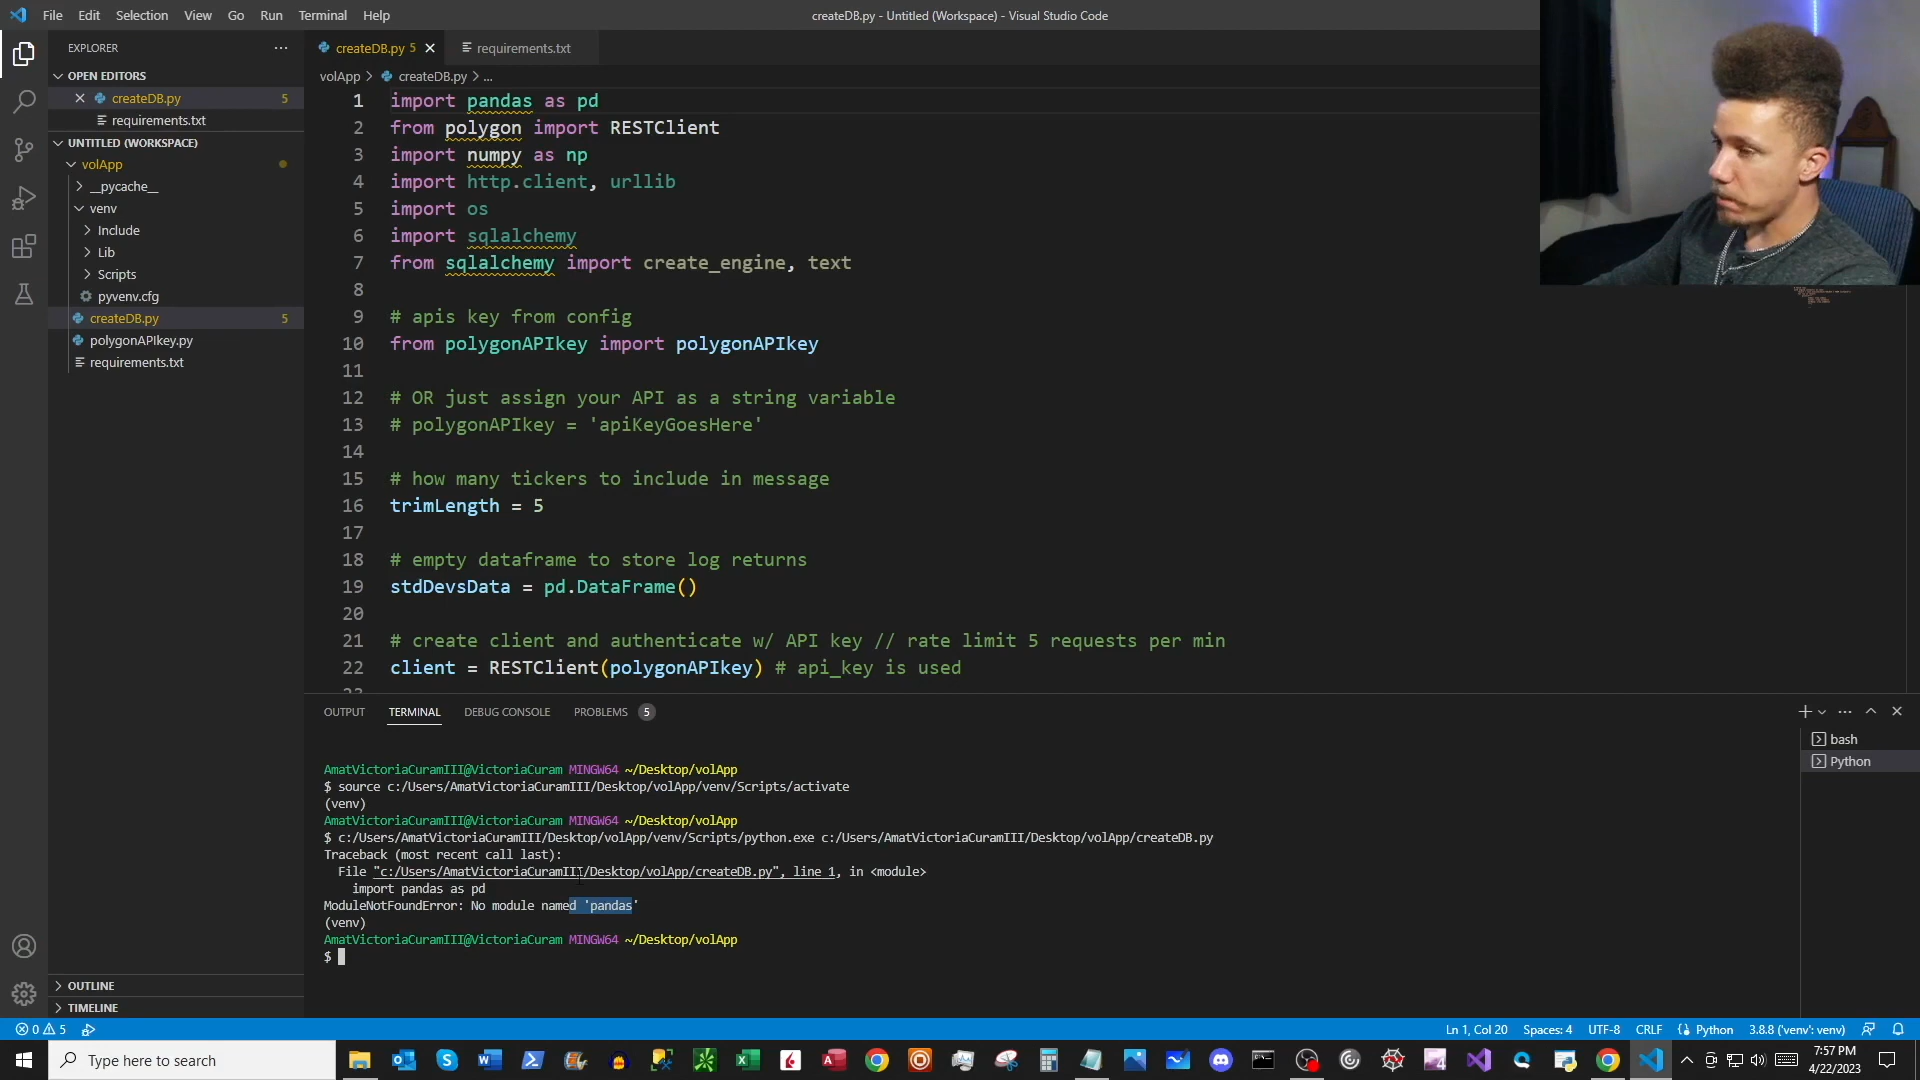 File Edit Selection View Go Run Terminal Help
createDB.py - Untitled (Workspace) - Visual Studio Code
EXPLORER
OPEN EDITORS
createDB.py 5
requirements.txt
UNTITLED (WORKSPACE)
volApp
__pycache__
venv
Include
Lib
Scripts
pyvenv.cfg
createDB.py 5
polygonAPIkey.py
requirements.txt
OUTLINE
TIMELINE
createDB.py 5
requirements.txt
volApp > createDB.py > ...
1 import pandas as pd
2 from polygon import RESTClient
3 import numpy as np
4 import http.client, urllib
5 import os
6 import sqlalchemy
7 from sqlalchemy import create_engine, text
8
9 # apis key from config
10 from polygonAPIkey import polygonAPIkey
11
12 # OR just assign your API as a string variable
13 # polygonAPIkey = 'apiKeyGoesHere'
14
15 # how many tickers to include in message
16 trimLength = 5
17
18 # empty dataframe to store log returns
19 stdDevsData = pd.DataFrame()
20
21 # create client and authenticate w/ API key // rate limit 5 requests per min
22 client = RESTClient(polygonAPIkey) # api_key is used
OUTPUT TERMINAL DEBUG CONSOLE PROBLEMS 5
bash
Python
AmatVictoriaCuramIII@VictoriaCuram MINGW64 ~/Desktop/volApp
$ source c:/Users/AmatVictoriaCuramIII/Desktop/volApp/venv/Scripts/activate
(venv)
AmatVictoriaCuramIII@VictoriaCuram MINGW64 ~/Desktop/volApp
$ c:/Users/AmatVictoriaCuramIII/Desktop/volApp/venv/Scripts/python.exe c:/Users/AmatVictoriaCuramIII/Desktop/volApp/createDB.py
Traceback (most recent call last):
File "c:/Users/AmatVictoriaCuramIII/Desktop/volApp/createDB.py", line 1, in <module>
import pandas as pd
ModuleNotFoundError: No module named 'pandas'
(venv)
AmatVictoriaCuramIII@VictoriaCuram MINGW64 ~/Desktop/volApp
$
0 5
Ln 1, Col 20 Spaces: 4 UTF-8 CRLF Python 3.8.8 ('venv': venv)
Type here to search
7:57 PM
4/22/2023